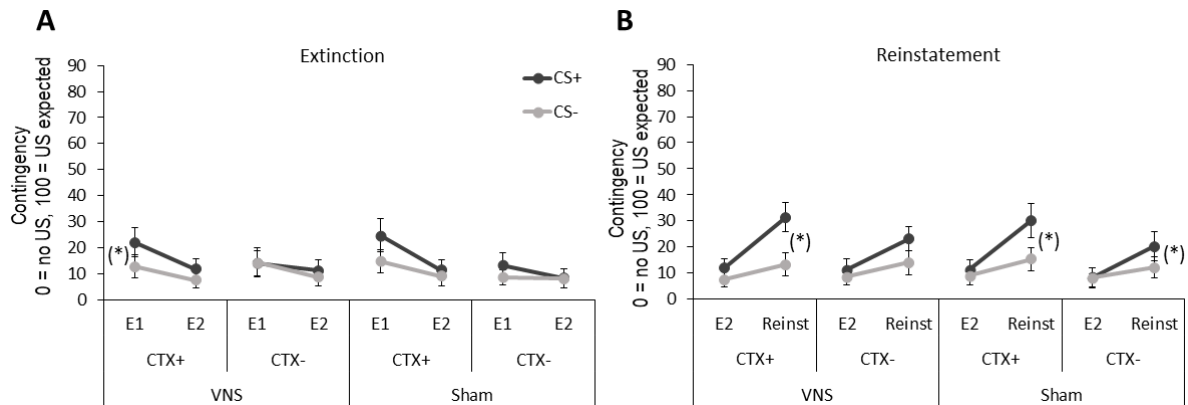 A
Extinction
Contingency
0 = no US, 100 = US expected
90
80
70
60
50
40
30
20
10
0
CS+
CS-
(*)
E1 E2 E1 E2 E1 E2 E1 E2
CTX+ CTX- CTX+ CTX-
VNS Sham
B
Reinstatement
Contingency
0 = no US, 100 = US expected
90
80
70
60
50
40
30
20
10
0
(*) (*) (*)
E2 Reinst E2 Reinst E2 Reinst E2 Reinst
CTX+ CTX- CTX+ CTX-
VNS Sham